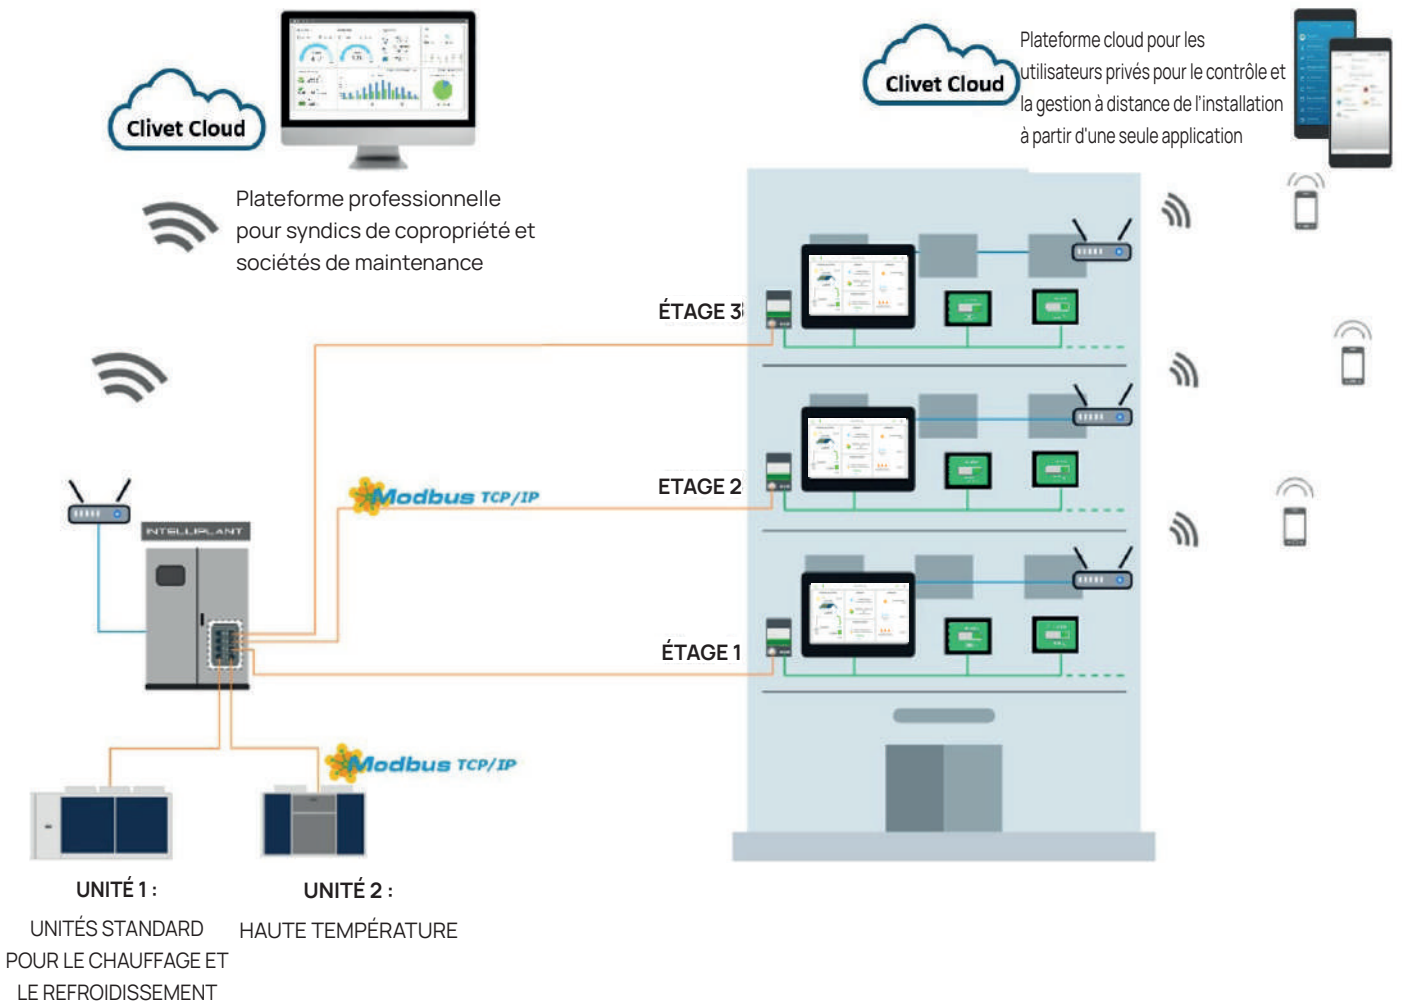 Clivet Cloud
Plateforme professionnelle
pour syndics de copropriété et
sociétés de maintenance
Clivet Cloud
Plateforme cloud pour les
utilisateurs privés pour le contrôle et
la gestion à distance de l'installation
à partir d'une seule application
ÉTAGE 3
Modbus TCP/IP
ETAGE 2
INTELLIPLANT
ÉTAGE 1
Modbus TCP/IP
UNITÉ 1 :
UNITÉS STANDARD
POUR LE CHAUFFAGE ET
LE REFROIDISSEMENT
UNITÉ 2 :
HAUTE TEMPÉRATURE